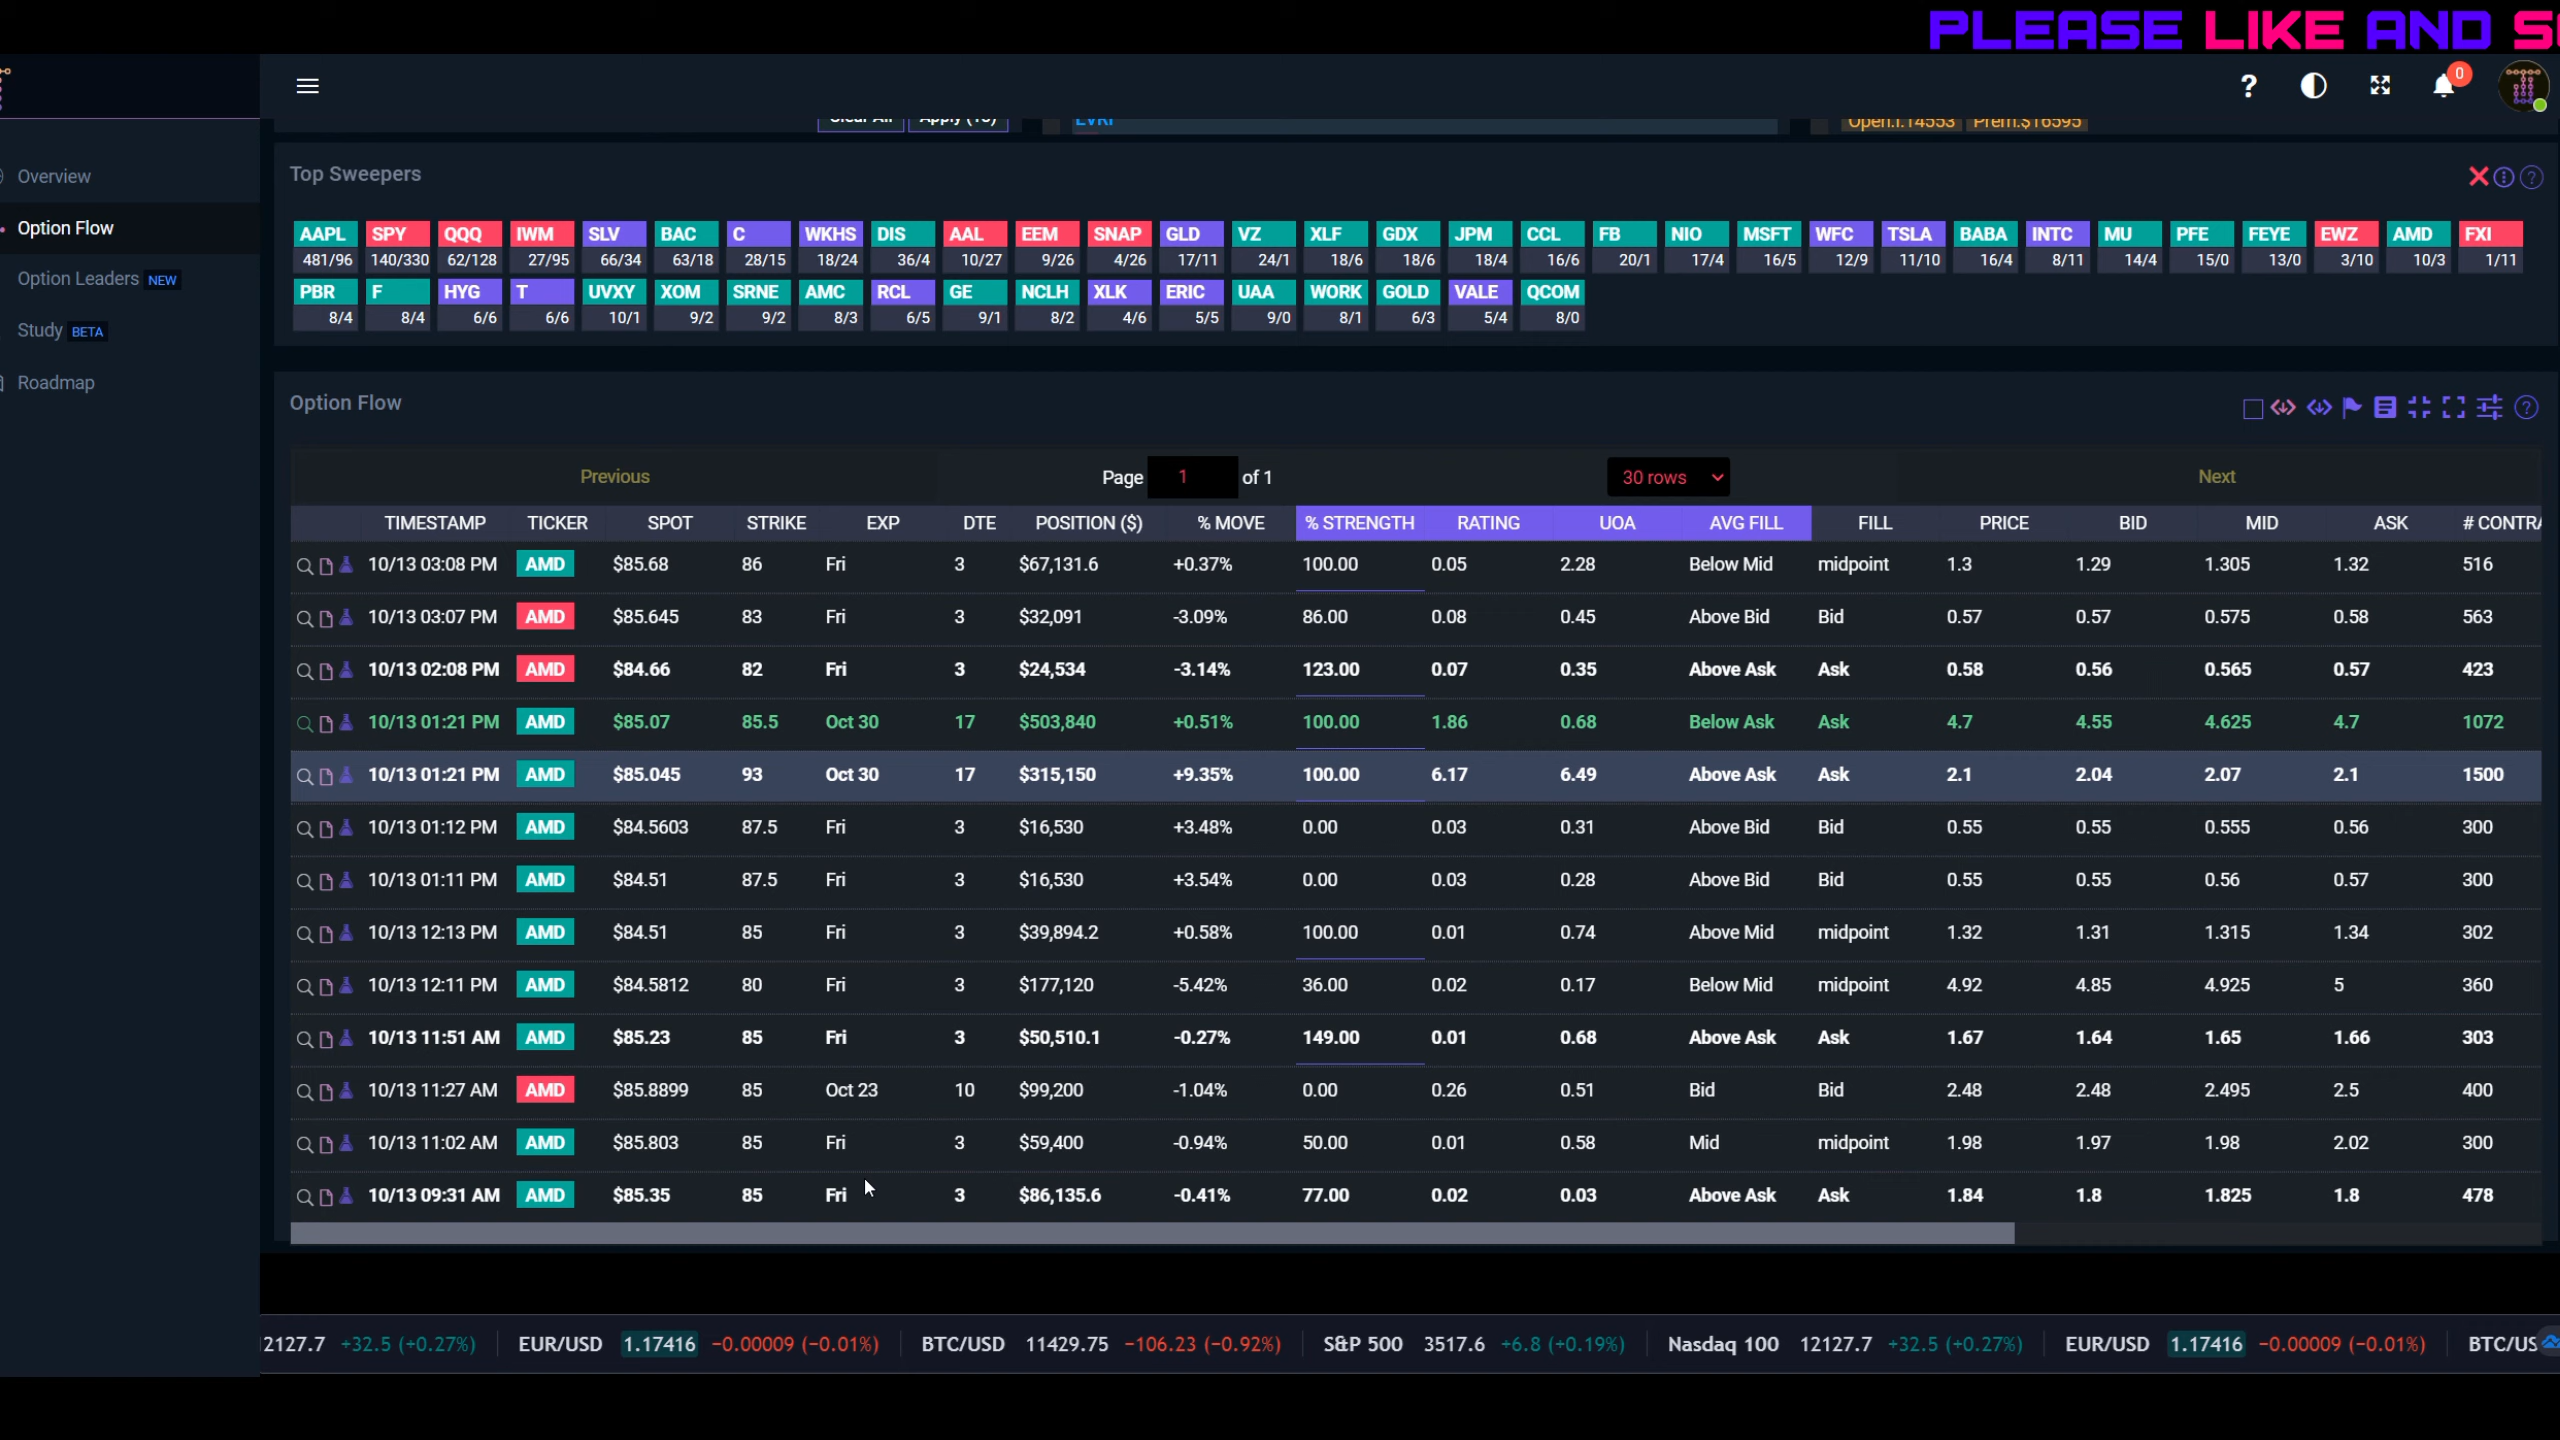 PLEASE LIKE AND
? 0
Clear All Apply (10) EVRI Open.I.14553 Prem.$16595
Overview
Option Flow
Option Leaders NEW
Study BETA
Roadmap
Top Sweepers
AAPL SPY QQQ IWM SLV BAC C WKHS DIS AAL EEM SNAP GLD VZ XLF GDX JPM CCL FB NIO MSFT WFC TSLA BABA INTC MU PFE FEYE EWZ AMD FXI
481/96 140/330 62/128 27/95 66/34 63/18 28/15 18/24 36/4 10/27 9/26 4/26 17/11 24/1 18/6 18/6 18/4 16/6 20/1 17/4 16/5 12/9 11/10 16/4 8/11 14/4 15/0 13/0 3/10 10/3 1/11
PBR F HYG T UVXY XOM SRNE AMC RCL GE NCLH XLK ERIC UAA WORK GOLD VALE QCOM
8/4 8/4 6/6 6/6 10/1 9/2 9/2 8/3 6/5 9/1 8/2 4/6 5/5 9/0 8/1 6/3 5/4 8/0
Option Flow
Previous Page 1 of 1 30 rows Next
TIMESTAMP TICKER SPOT STRIKE EXP DTE POSITION ($) % MOVE % STRENGTH RATING UOA AVG FILL FILL PRICE BID MID ASK # CONTRA
10/13 03:08 PM AMD $85.68 86 Fri 3 $67,131.6 +0.37% 100.00 0.05 2.28 Below Mid midpoint 1.3 1.29 1.305 1.32 516
10/13 03:07 PM AMD $85.645 83 Fri 3 $32,091 -3.09% 86.00 0.08 0.45 Above Bid Bid 0.57 0.57 0.575 0.58 563
10/13 02:08 PM AMD $84.66 82 Fri 3 $24,534 -3.14% 123.00 0.07 0.35 Above Ask Ask 0.58 0.56 0.565 0.57 423
10/13 01:21 PM AMD $85.07 85.5 Oct 30 17 $503,840 +0.51% 100.00 1.86 0.68 Below Ask Ask 4.7 4.55 4.625 4.7 1072
10/13 01:21 PM AMD $85.045 93 Oct 30 17 $315,150 +9.35% 100.00 6.17 6.49 Above Ask Ask 2.1 2.04 2.07 2.1 1500
10/13 01:12 PM AMD $84.5603 87.5 Fri 3 $16,530 +3.48% 0.00 0.03 0.31 Above Bid Bid 0.55 0.55 0.555 0.56 300
10/13 01:11 PM AMD $84.51 87.5 Fri 3 $16,530 +3.54% 0.00 0.03 0.28 Above Bid Bid 0.55 0.55 0.56 0.57 300
10/13 12:13 PM AMD $84.51 85 Fri 3 $39,894.2 +0.58% 100.00 0.01 0.74 Above Mid midpoint 1.32 1.31 1.315 1.34 302
10/13 12:11 PM AMD $84.5812 80 Fri 3 $177,120 -5.42% 36.00 0.02 0.17 Below Mid midpoint 4.92 4.85 4.925 5 360
10/13 11:51 AM AMD $85.23 85 Fri 3 $50,510.1 -0.27% 149.00 0.01 0.68 Above Ask Ask 1.67 1.64 1.65 1.66 303
10/13 11:27 AM AMD $85.8899 85 Oct 23 10 $99,200 -1.04% 0.00 0.26 0.51 Bid Bid 2.48 2.48 2.495 2.5 400
10/13 11:02 AM AMD $85.803 85 Fri 3 $59,400 -0.94% 50.00 0.01 0.58 Mid midpoint 1.98 1.97 1.98 2.02 300
10/13 09:31 AM AMD $85.35 85 Fri 3 $86,135.6 -0.41% 77.00 0.02 0.03 Above Ask Ask 1.84 1.8 1.825 1.8 478
12127.7 +32.5 (+0.27%) EUR/USD 1.17416 −0.00009 (−0.01%) BTC/USD 11429.75 −106.23 (−0.92%) S&P 500 3517.6 +6.8 (+0.19%) Nasdaq 100 12127.7 +32.5 (+0.27%) EUR/USD 1.17416 −0.00009 (−0.01%) BTC/US